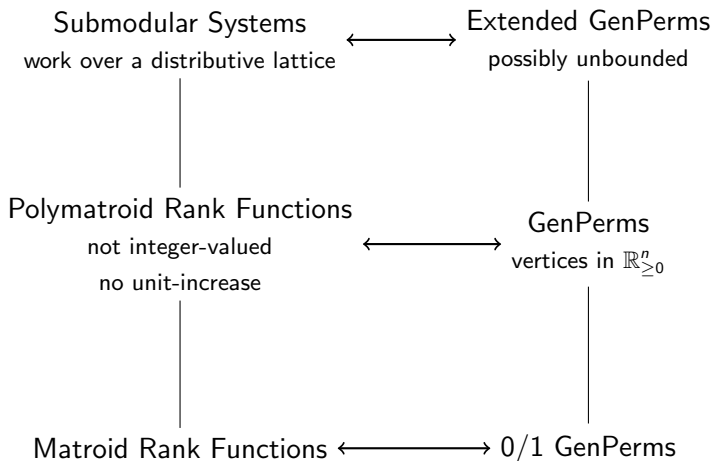 Submodular Systems
work over a distributive lattice
Extended GenPerms
possibly unbounded
Polymatroid Rank Functions
not integer-valued
no unit-increase
GenPerms
vertices in ℝⁿ≥0
Matroid Rank Functions
0/1 GenPerms